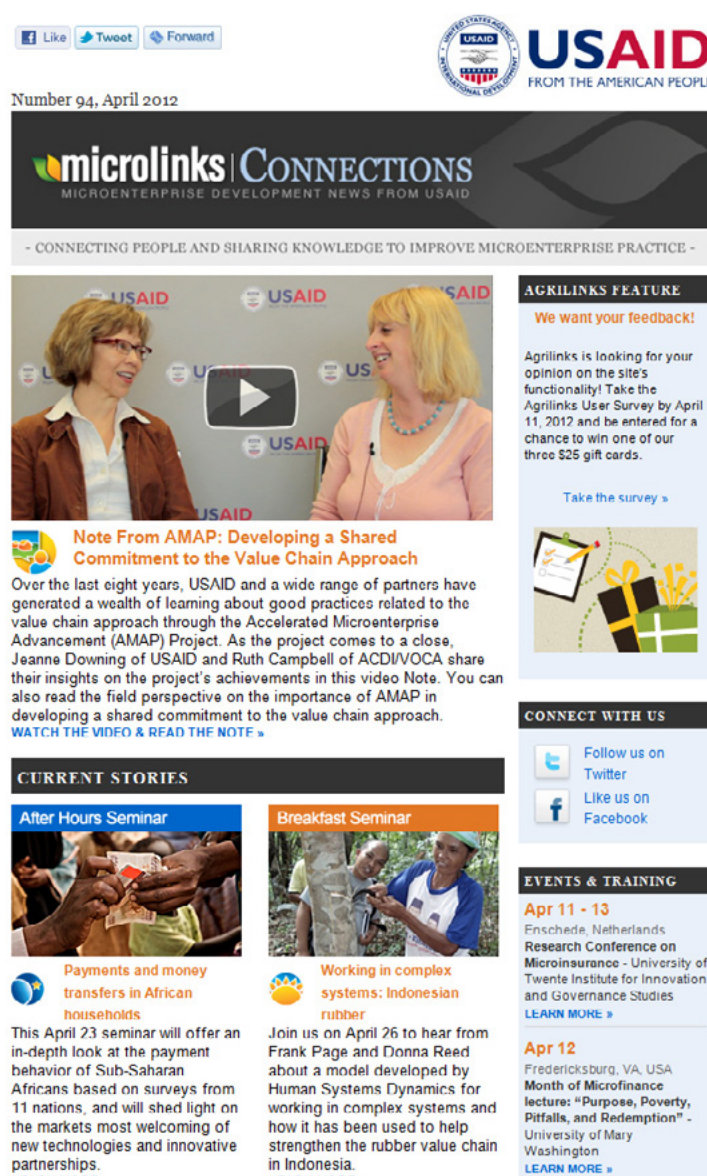 Like
Tweet
Forward
USAID
FROM THE AMERICAN PEOPLE
Number 94, April 2012
microlinks | CONNECTIONS
MICROENTERPRISE DEVELOPMENT NEWS FROM USAID
- CONNECTING PEOPLE AND SHARING KNOWLEDGE TO IMPROVE MICROENTERPRISE PRACTICE -
USAID
USAID
USAID
USAID
USAID
Note From AMAP: Developing a Shared
Commitment to the Value Chain Approach
Over the last eight years, USAID and a wide range of partners have
generated a wealth of learning about good practices related to the
value chain approach through the Accelerated Microenterprise
Advancement (AMAP) Project. As the project comes to a close,
Jeanne Downing of USAID and Ruth Campbell of ACDI/VOCA share
their insights on the project's achievements in this video Note. You can
also read the field perspective on the importance of AMAP in
developing a shared commitment to the value chain approach.
WATCH THE VIDEO & READ THE NOTE »
AGRILINKS FEATURE
We want your feedback!
Agrilinks is looking for your
opinion on the site's
functionality! Take the
Agrilinks User Survey by April
11, 2012 and be entered for a
chance to win one of our
three $25 gift cards.
Take the survey »
CONNECT WITH US
Follow us on
Twitter
Like us on
Facebook
CURRENT STORIES
After Hours Seminar
Payments and money
transfers in African
households
This April 23 seminar will offer an
in-depth look at the payment
behavior of Sub-Saharan
Africans based on surveys from
11 nations, and will shed light on
the markets most welcoming of
new technologies and innovative
partnerships.
Breakfast Seminar
Working in complex
systems: Indonesian
rubber
Join us on April 26 to hear from
Frank Page and Donna Reed
about a model developed by
Human Systems Dynamics for
working in complex systems and
how it has been used to help
strengthen the rubber value chain
in Indonesia.
EVENTS & TRAINING
Apr 11 - 13
Enschede, Netherlands
Research Conference on
Microinsurance - University of
Twente Institute for Innovation
and Governance Studies
LEARN MORE »
Apr 12
Fredericksburg, VA, USA
Month of Microfinance
lecture: "Purpose, Poverty,
Pitfalls, and Redemption" -
University of Mary
Washington
LEARN MORE »